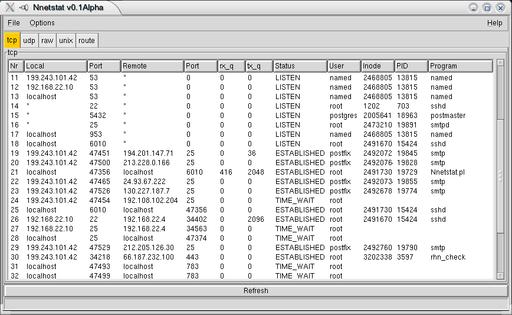 Nnetstat v0.1Alpha
File Options Help
tcp udp raw unix route
tcp
Nr Local Port Remote Port rx_q tx_q Status User Inode PID Program
11 199.243.101.42 53 * 0 0 0 LISTEN named 2468805 13815 named
12 192.168.22.10 53 * 0 0 0 LISTEN named 2468805 13815 named
13 localhost 53 * 0 0 0 LISTEN named 2468805 13815 named
14 * 22 * 0 0 0 LISTEN root 1202 703 sshd
15 * 5432 * 0 0 0 LISTEN postgres 2005641 18963 postmaster
16 * 25 * 0 0 0 LISTEN root 2473210 19891 smtpd
17 localhost 953 * 0 0 0 LISTEN named 2468805 13815 named
18 localhost 6010 * 0 0 0 LISTEN root 2491670 15424 sshd
19 199.243.101.42 47451 194.201.147.71 25 0 36 ESTABLISHED postfix 2492072 19845 smtp
20 199.243.101.42 47500 213.228.0.166 25 0 0 ESTABLISHED postfix 2492076 19828 smtp
21 localhost 47356 localhost 6010 416 2048 ESTABLISHED root 2491730 19729 Nnetstat.pl
22 199.243.101.42 47465 24.93.67.222 25 0 0 ESTABLISHED postfix 2492073 19855 smtp
23 199.243.101.42 47526 130.227.187.7 25 0 0 ESTABLISHED postfix 2492678 19774 smtp
24 199.243.101.42 47454 192.108.102.204 25 0 0 TIME_WAIT root
25 localhost 6010 localhost 47356 0 0 ESTABLISHED root 2491730 15424 sshd
26 192.168.22.10 22 192.168.22.4 34402 0 2096 ESTABLISHED root 2491670 15424 sshd
27 192.168.22.10 25 192.168.22.4 34563 0 0 TIME_WAIT root
28 localhost 25 localhost 47374 0 0 TIME_WAIT root
29 199.243.101.42 47529 212.205.126.30 25 0 0 ESTABLISHED postfix 2492760 19790 smtp
30 199.243.101.42 34218 66.187.232.100 443 0 0 ESTABLISHED root 3202338 3597 rhn_check
31 localhost 47493 localhost 783 0 0 TIME_WAIT root
32 localhost 47499 localhost 783 0 0 TIME_WAIT root
Refresh